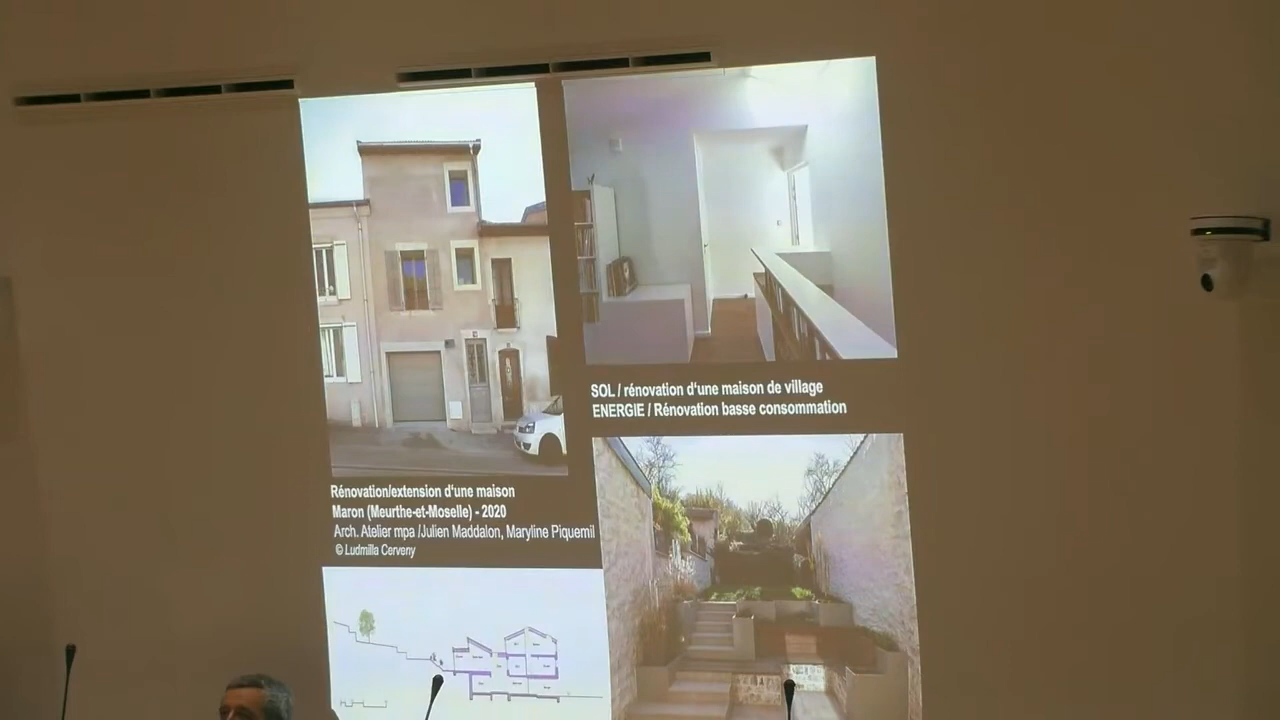 SOL / rénovation d'une maison de village
ENERGIE / Rénovation basse consommation
Rénovation/extension d'une maison
Maron (Meurthe-et-Moselle) - 2020
Arch. Atelier mpa /Julien Maddalon, Maryline Piquemil
© Ludmilla Cerveny